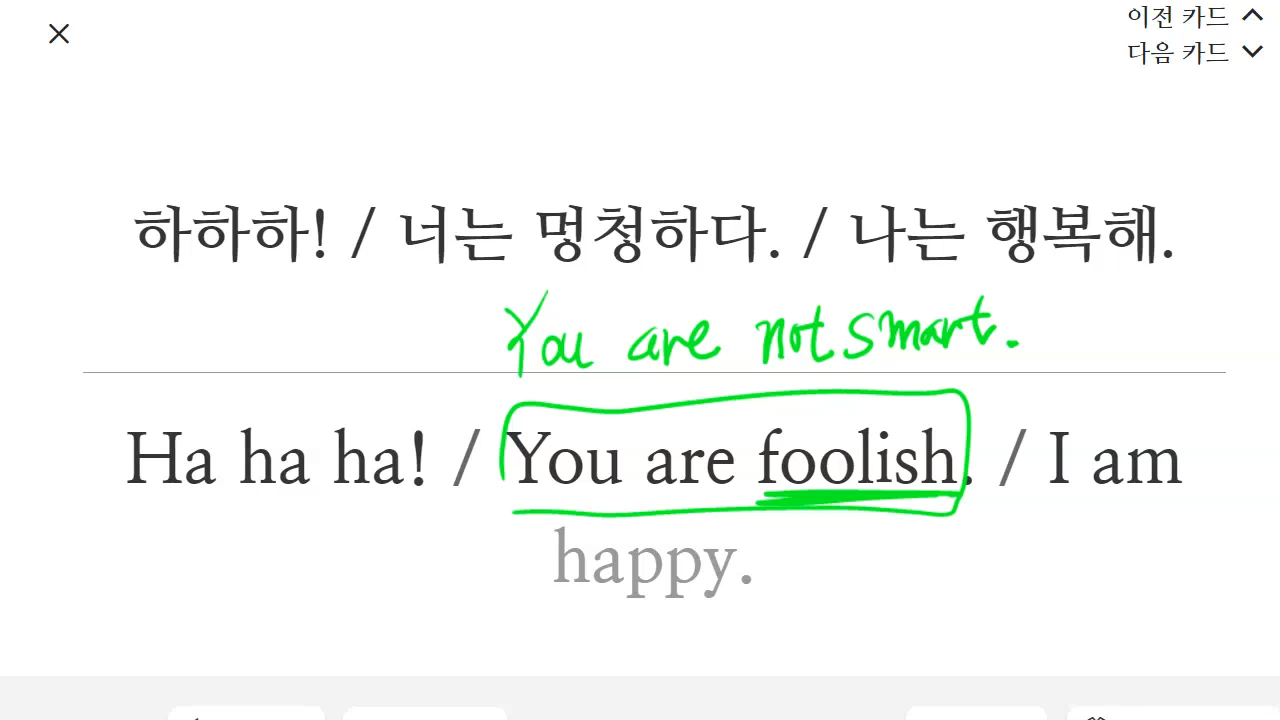 이전 카드
다음 카드
하하하! / 너는 멍청하다. / 나는 행복해.
You are not smart.
Ha ha ha! / You are foolish. / I am
happy.